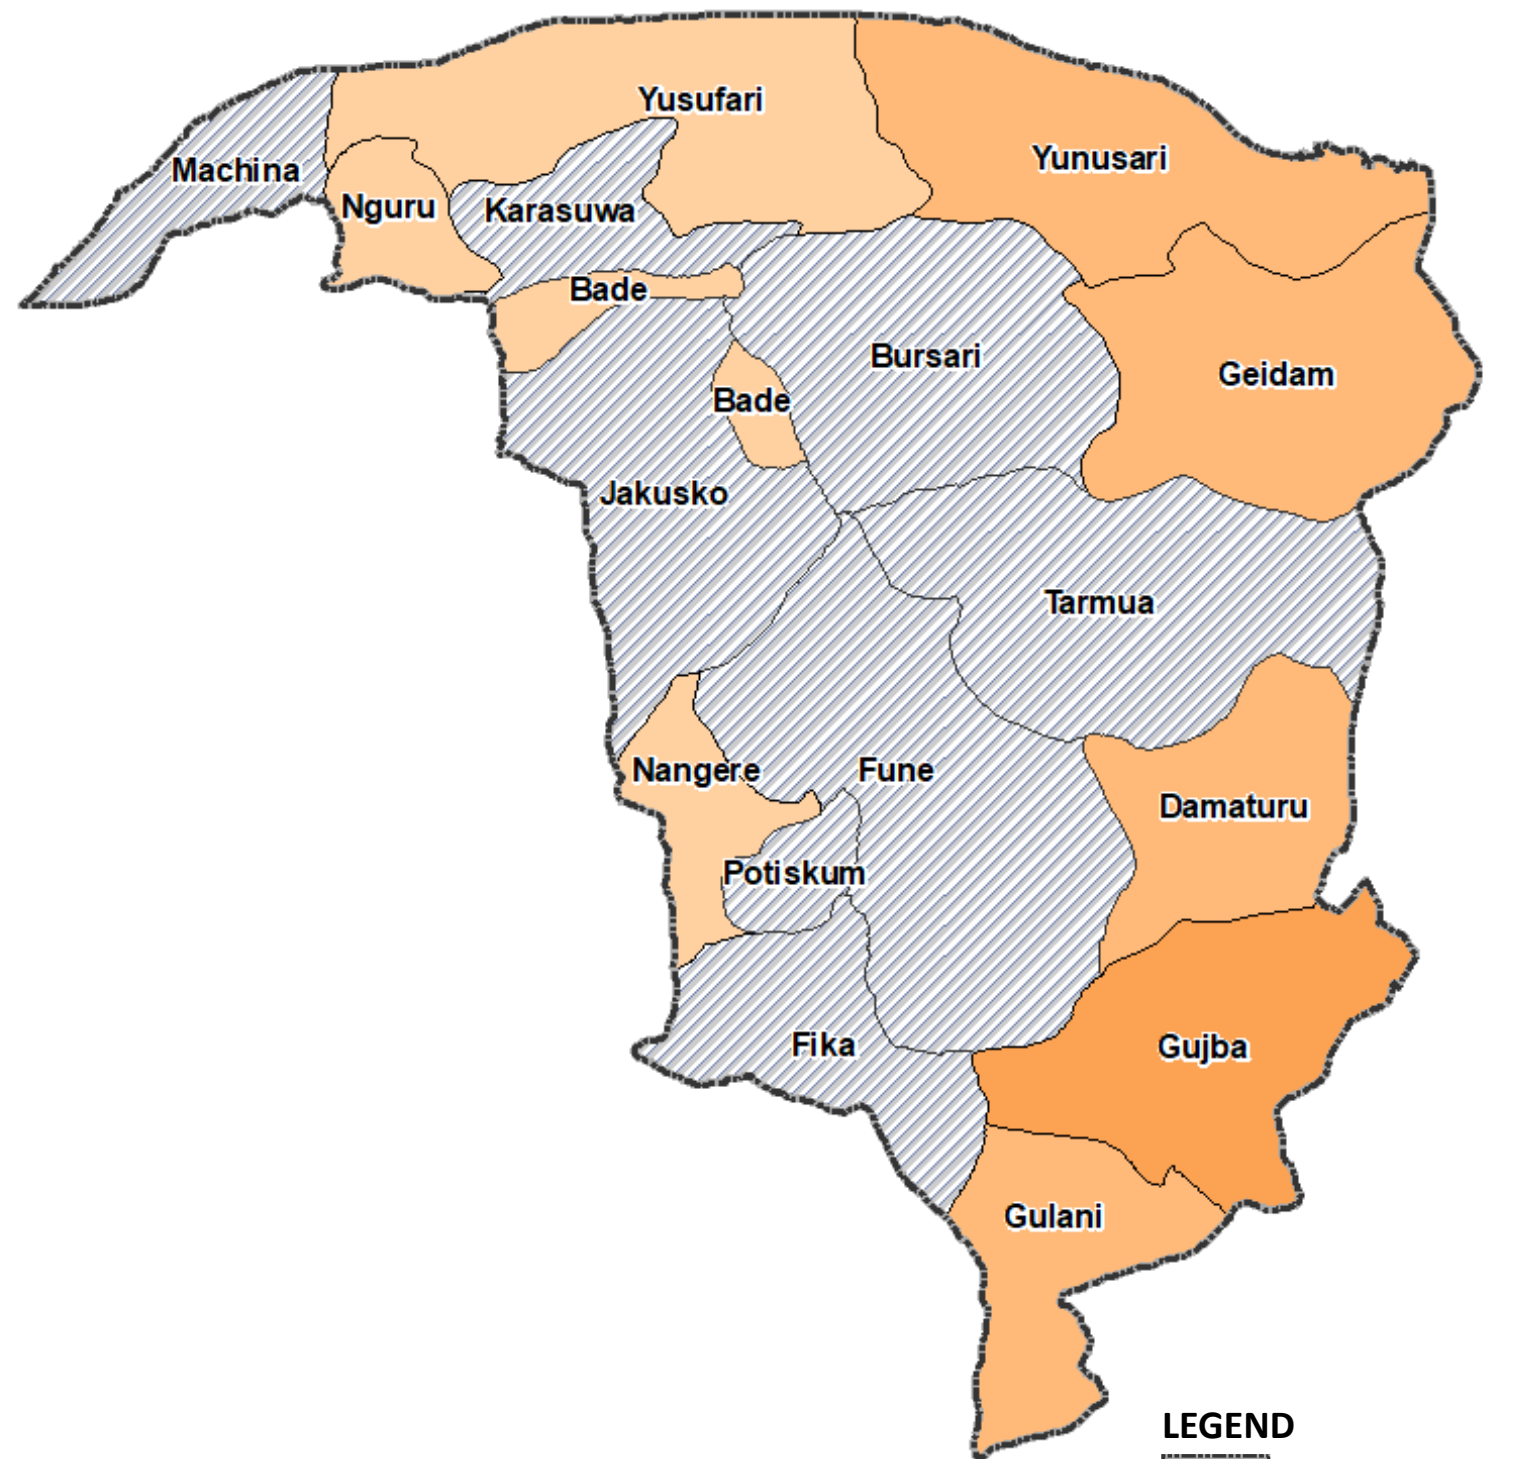 Yusufari
Yunusari
Machina
Nguru
Karasuwa
Bade
Bursari
Geidam
Bade
Jakusko
Tarmua
Nangere
Fune
Damaturu
Potiskum
Fika
Gujba
Gulani
LEGEND